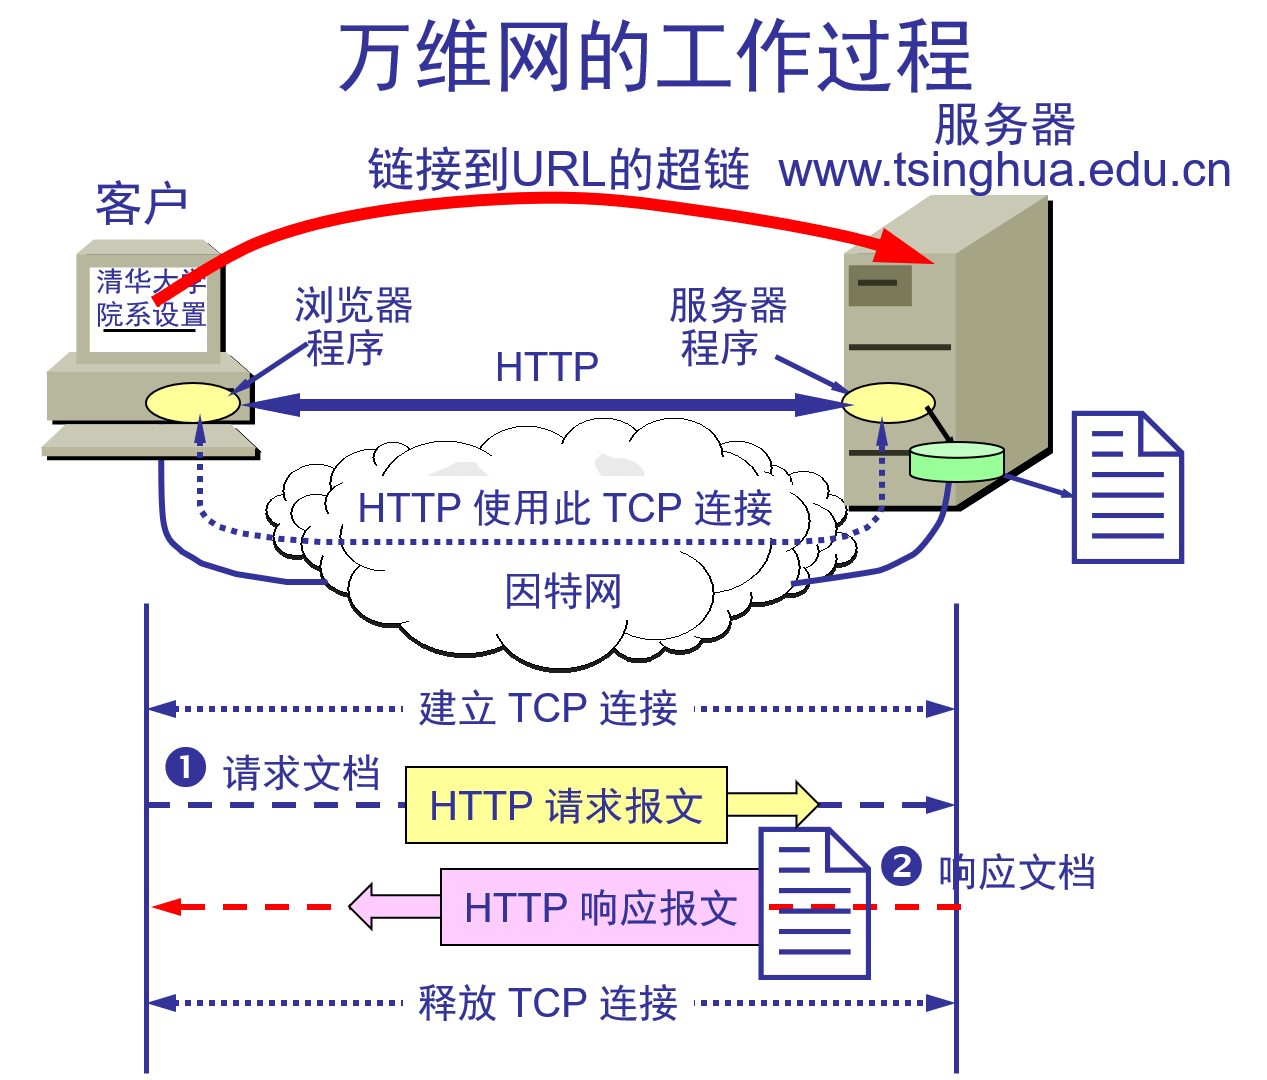 万维网的工作过程
服务器
链接到URL的超链 www.tsinghua.edu.cn
客户
清华大学
院系设置
浏览器
程序
服务器
程序
HTTP
HTTP 使用此 TCP 连接
因特网
建立 TCP 连接
❶ 请求文档
HTTP 请求报文
❷ 响应文档
HTTP 响应报文
释放 TCP 连接